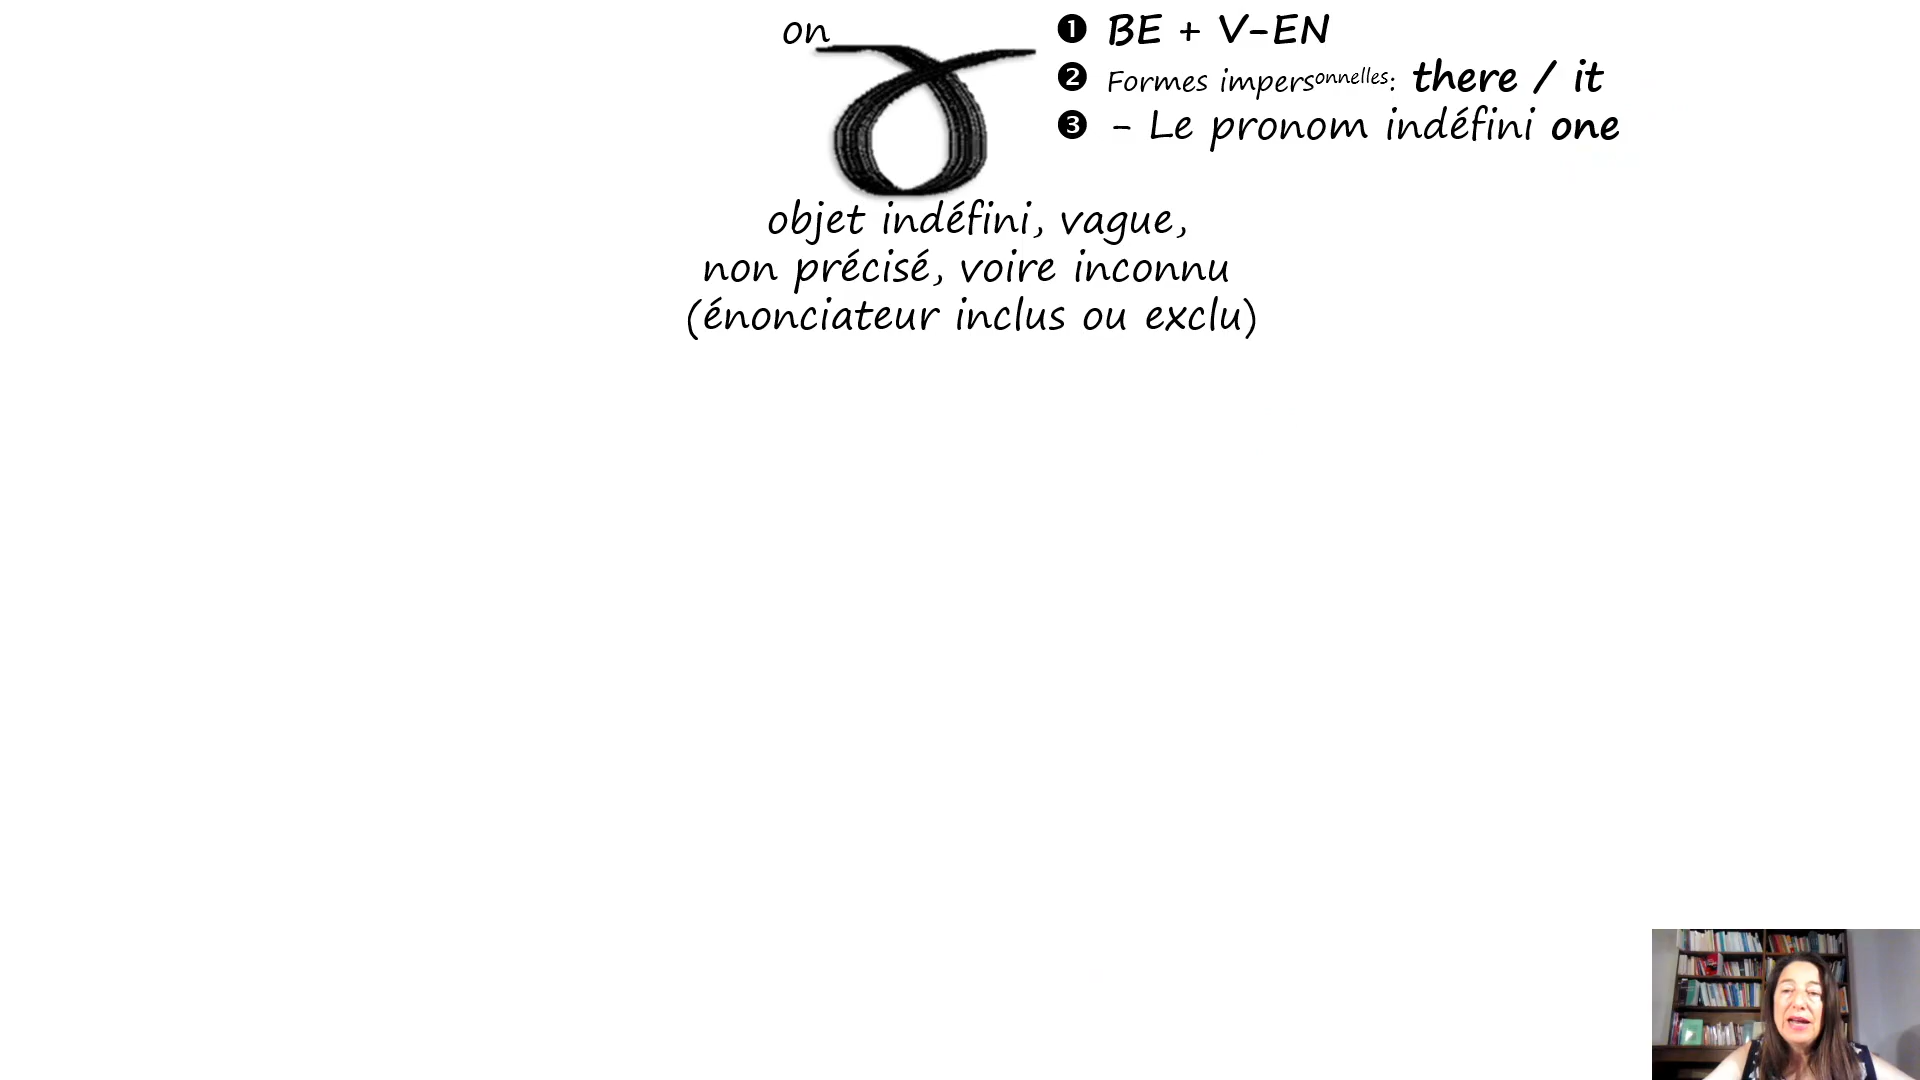 on
❶ BE + V-EN
❷ Formes impersonnelles: there / it
❸ - Le pronom indéfini one
objet indéfini, vague,
non précisé, voire inconnu
(énonciateur inclus ou exclu)